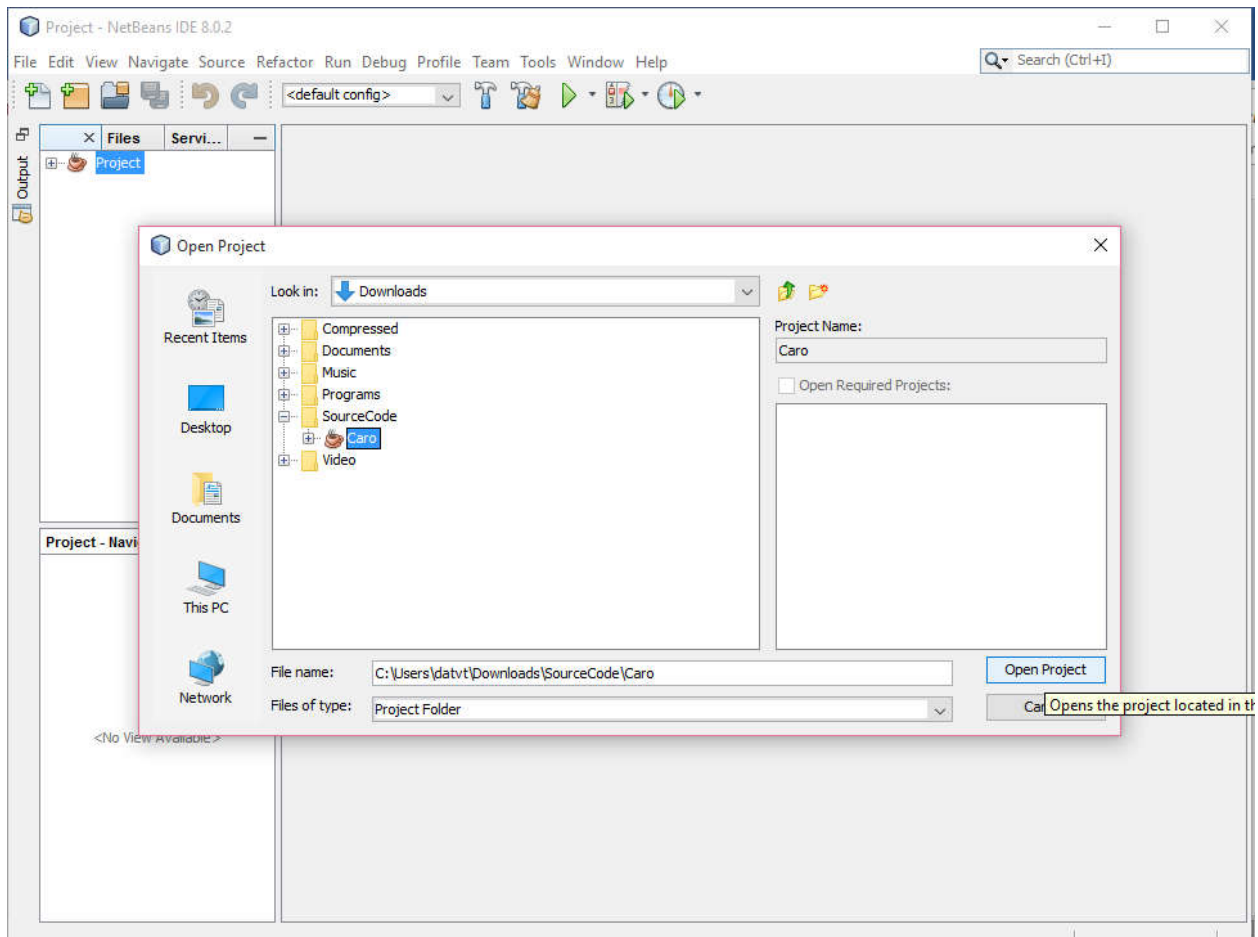 Project - NetBeans IDE 8.0.2
File Edit View Navigate Source Refactor Run Debug Profile Team Tools Window Help
Search (Ctrl+I)
<default config>
Files
Servi...
Output
Project
Open Project
Look in:
Downloads
Recent Items
Desktop
Documents
This PC
Network
Compressed
Documents
Music
Programs
SourceCode
Caro
Video
Project Name:
Caro
Open Required Projects:
File name:
C:\Users\datvt\Downloads\SourceCode\Caro
Open Project
Files of type:
Project Folder
Opens the project located in
Project - Navi
<No View Available>